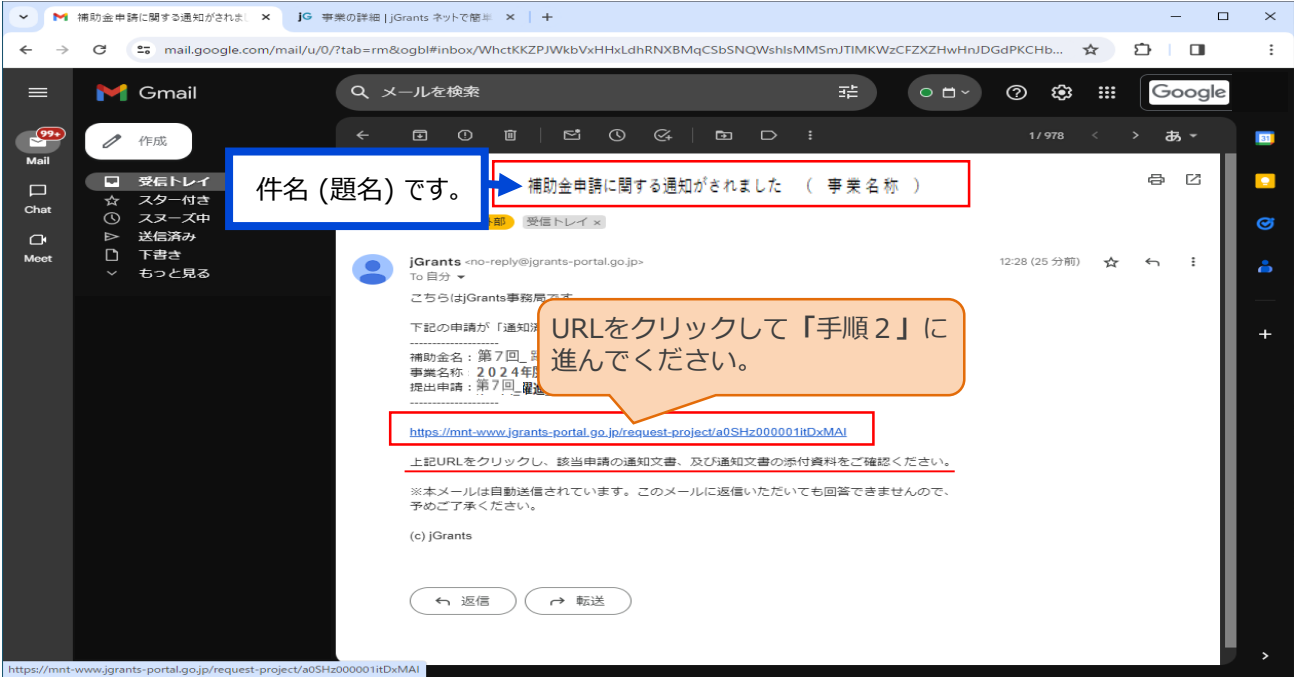 補助金申請に関する通知がされまし
jG 事業の詳細 | jGrants ネットで簡単
mail.google.com/mail/u/0/?tab=rm&ogbl#inbox/WhctKKZPJWkbVxHHxLdhRNXBMqCSbSNQWshIsMMSmJTlMKWzCFZXZHwHnJDGdPKCHb...
Gmail
メールを検索
Google
99+
Mail
Chat
Meet
作成
1 / 978
あ
31
受信トレイ
スター付き
スヌーズ中
送信済み
下書き
もっと見る
件名 (題名) です。
補助金申請に関する通知がされました （ 事業名称 ）
部
受信トレイ ×
jGrants <no-reply@jgrants-portal.go.jp>
12:28 (25 分前)
To 自分
こちらはjGrants事務局です
下記の申請が「通知済
--------------------
補助金名：第7回_
事業名称：2024年度
提出申請：第7回_躍進
--------------------
URLをクリックして「手順２」に
進んでください。
https://mnt-www.jgrants-portal.go.jp/request-project/a0SHz000001itDxMAI
上記URLをクリックし、該当申請の通知文書、及び通知文書の添付資料をご確認ください。
※本メールは自動送信されています。このメールに返信いただいても回答できませんので、
予めご了承ください。
(c) jGrants
返信
転送
https://mnt-www.jgrants-portal.go.jp/request-project/a0SHz000001itDxMAI